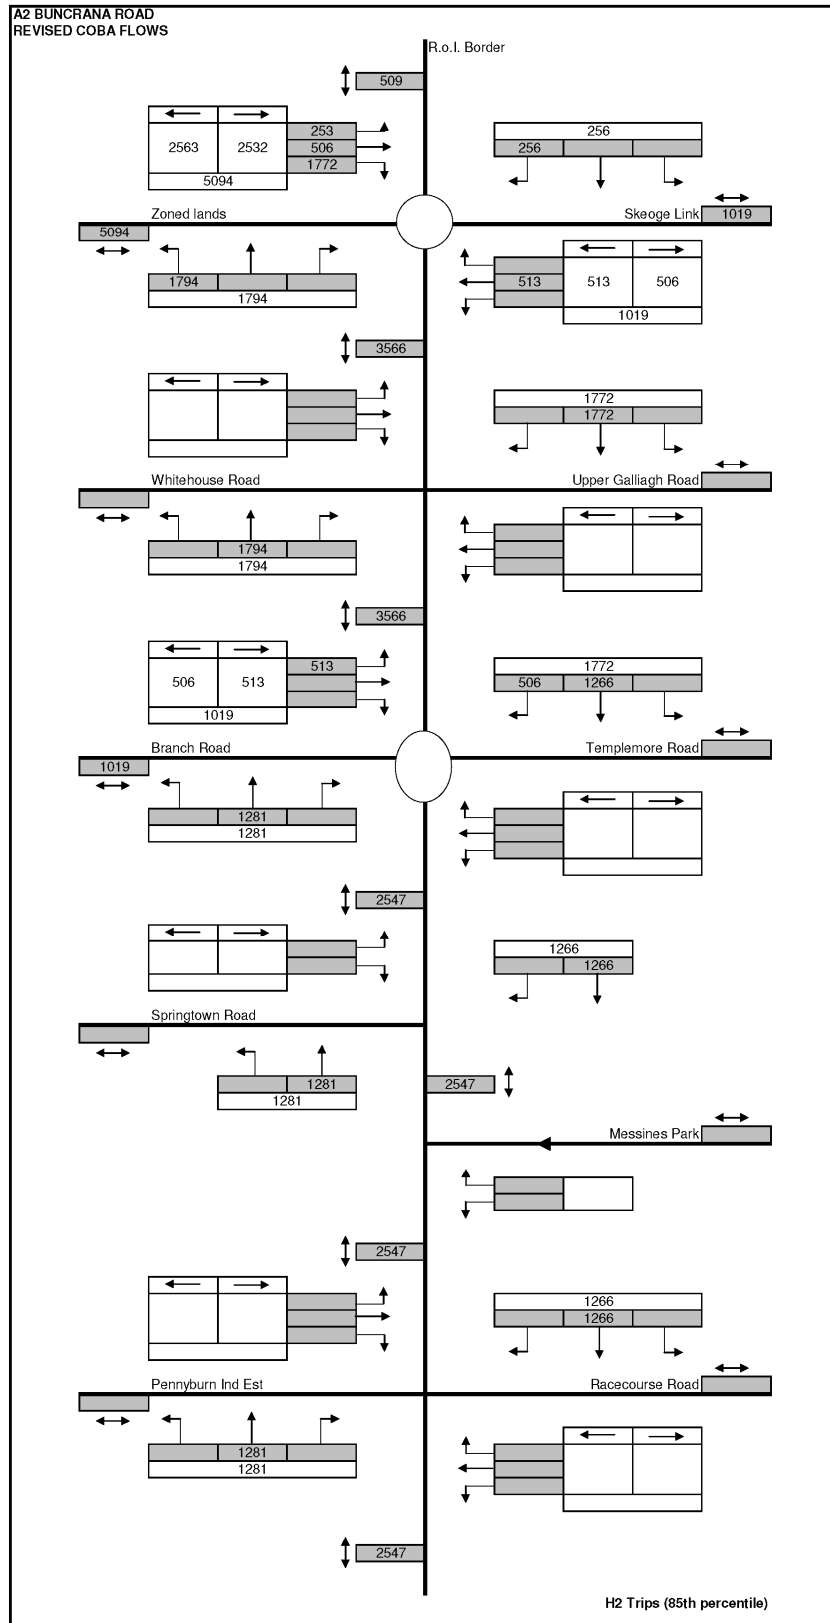 A2 BUNCRANA ROAD
REVISED COBA FLOWS
R.o.I. Border
509
253
2563 2532 506
1772
5094
256
256
Zoned lands
Skeoge Link 1019
5094
1794
1794
513 513 506
1019
3566
1772
1772
Whitehouse Road
Upper Galliagh Road
1794
1794
3566
513
506 513
1019
1772
506 1266
Branch Road
Templemore Road
1019
1281
1281
2547
1266
1266
Springtown Road
1281
1281
2547
Messines Park
2547
1266
1266
Pennyburn Ind Est
Racecourse Road
1281
1281
2547
H2 Trips (85th percentile)